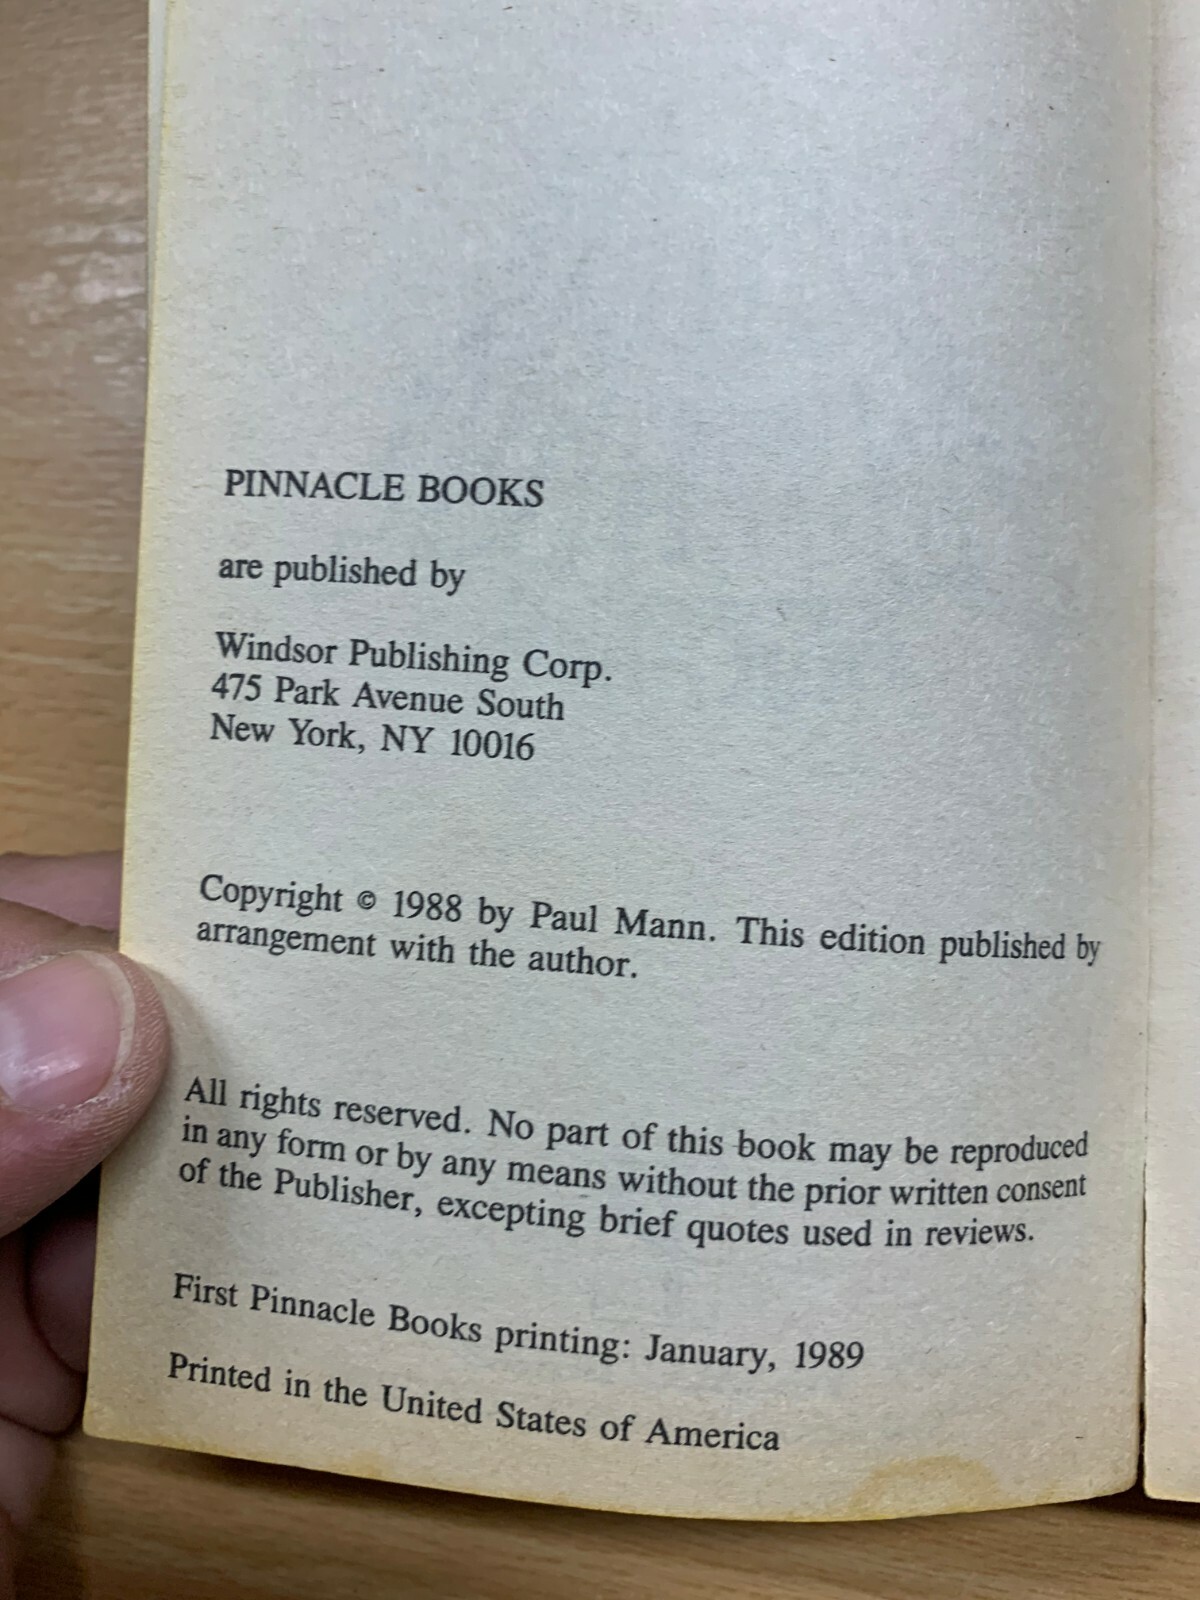 PINNACLE BOOKS
are published by
Windsor Publishing Corp.
475 Park Avenue South
New York, NY 10016
Copyright © 1988 by Paul Mann. This edition published by
arrangement with the author.
All rights reserved. No part of this book may be reproduced
in any form or by any means without the prior written consent
of the Publisher, excepting brief quotes used in reviews.
First Pinnacle Books printing: January, 1989
Printed in the United States of America